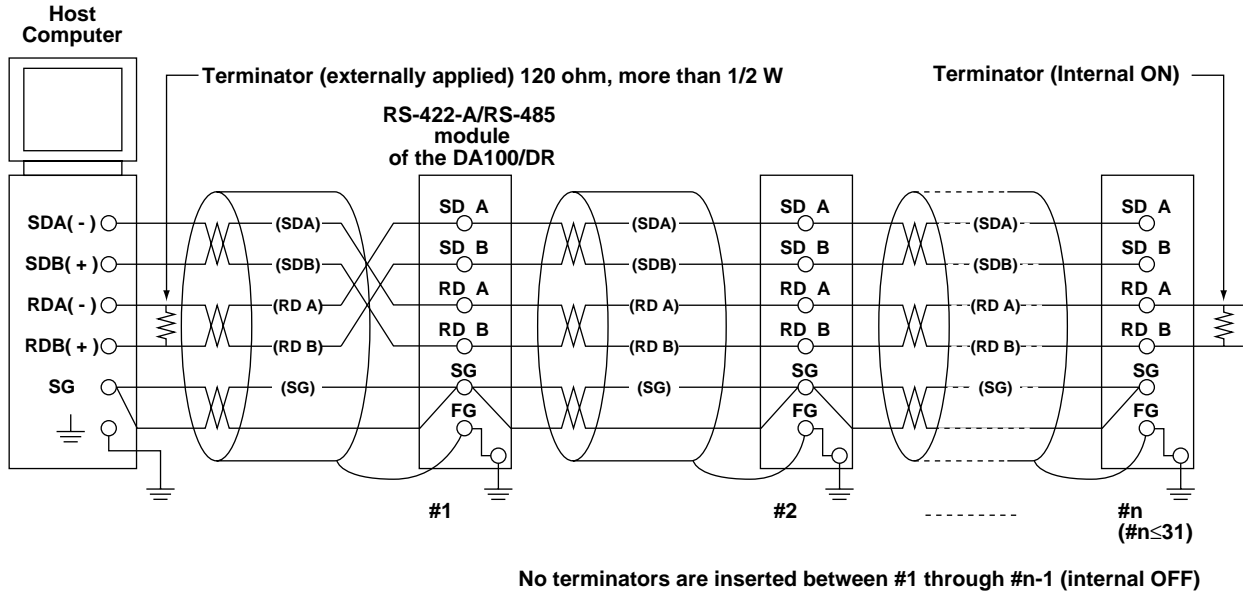 Host
Computer
Terminator (externally applied) 120 ohm, more than 1/2 W
Terminator (Internal ON)
RS-422-A/RS-485
module
of the DA100/DR
SDA( - )
SDB( + )
RDA( - )
RDB( + )
SG
(SDA)
(SDB)
(RD A)
(RD B)
(SG)
SD A
SD B
RD A
RD B
SG
FG
(SDA)
(SDB)
(RD A)
(RD B)
(SG)
SD A
SD B
RD A
RD B
SG
FG
(SDA)
(SDB)
(RD A)
(RD B)
(SG)
SD A
SD B
RD A
RD B
SG
FG
#1
#2
#n
(#n≤31)
No terminators are inserted between #1 through #n-1 (internal OFF)